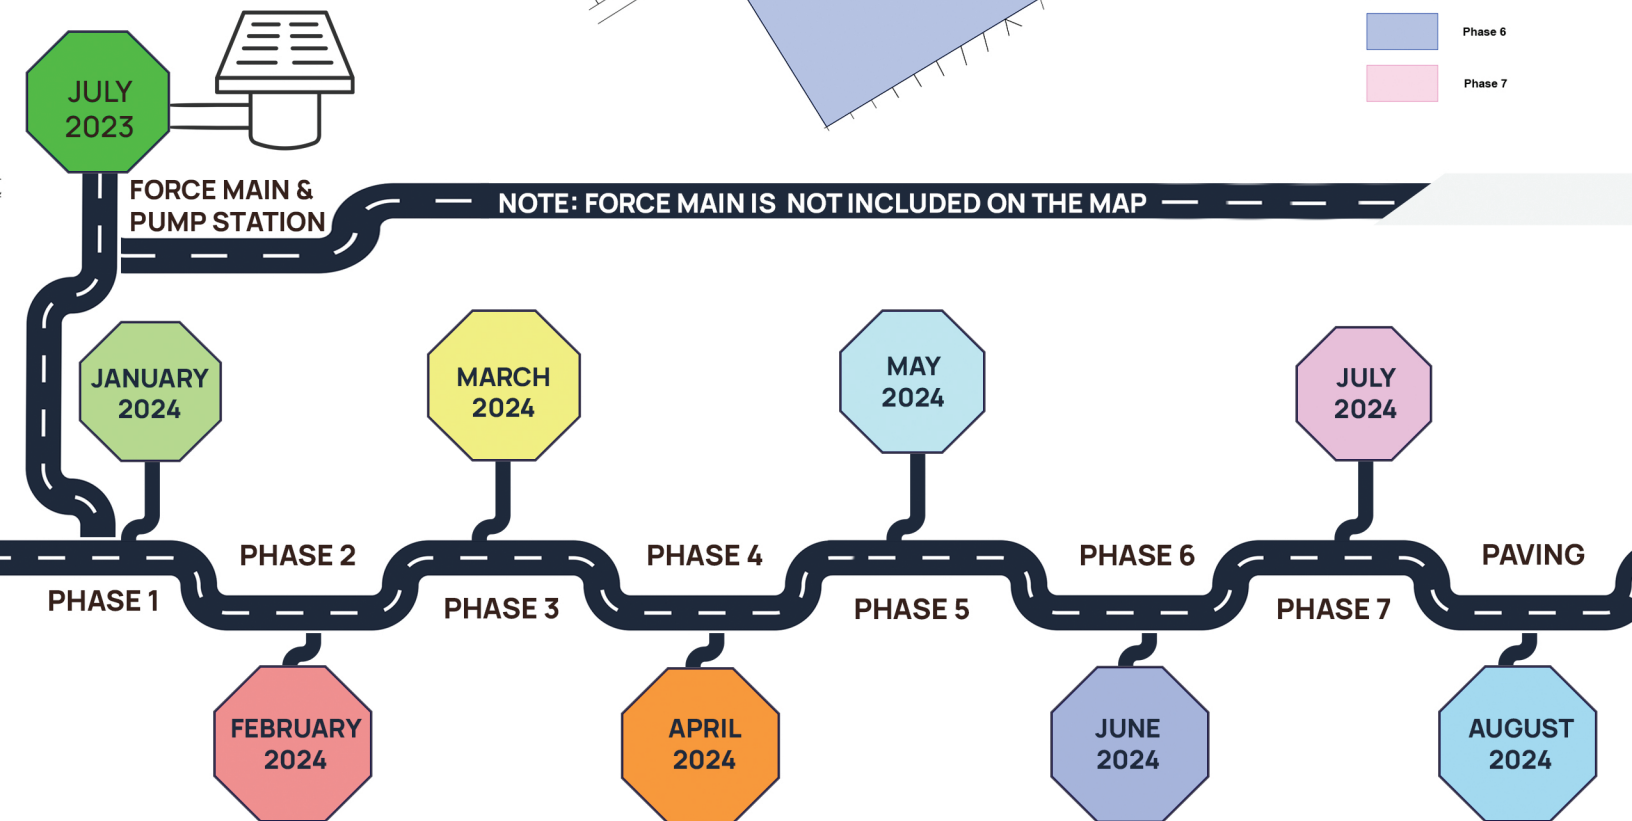 Phase 6
Phase 7
JULY
2023
FORCE MAIN &
PUMP STATION
NOTE: FORCE MAIN IS NOT INCLUDED ON THE MAP
JANUARY
2024
MARCH
2024
MAY
2024
JULY
2024
PHASE 1
PHASE 2
PHASE 3
PHASE 4
PHASE 5
PHASE 6
PHASE 7
PAVING
FEBRUARY
2024
APRIL
2024
JUNE
2024
AUGUST
2024